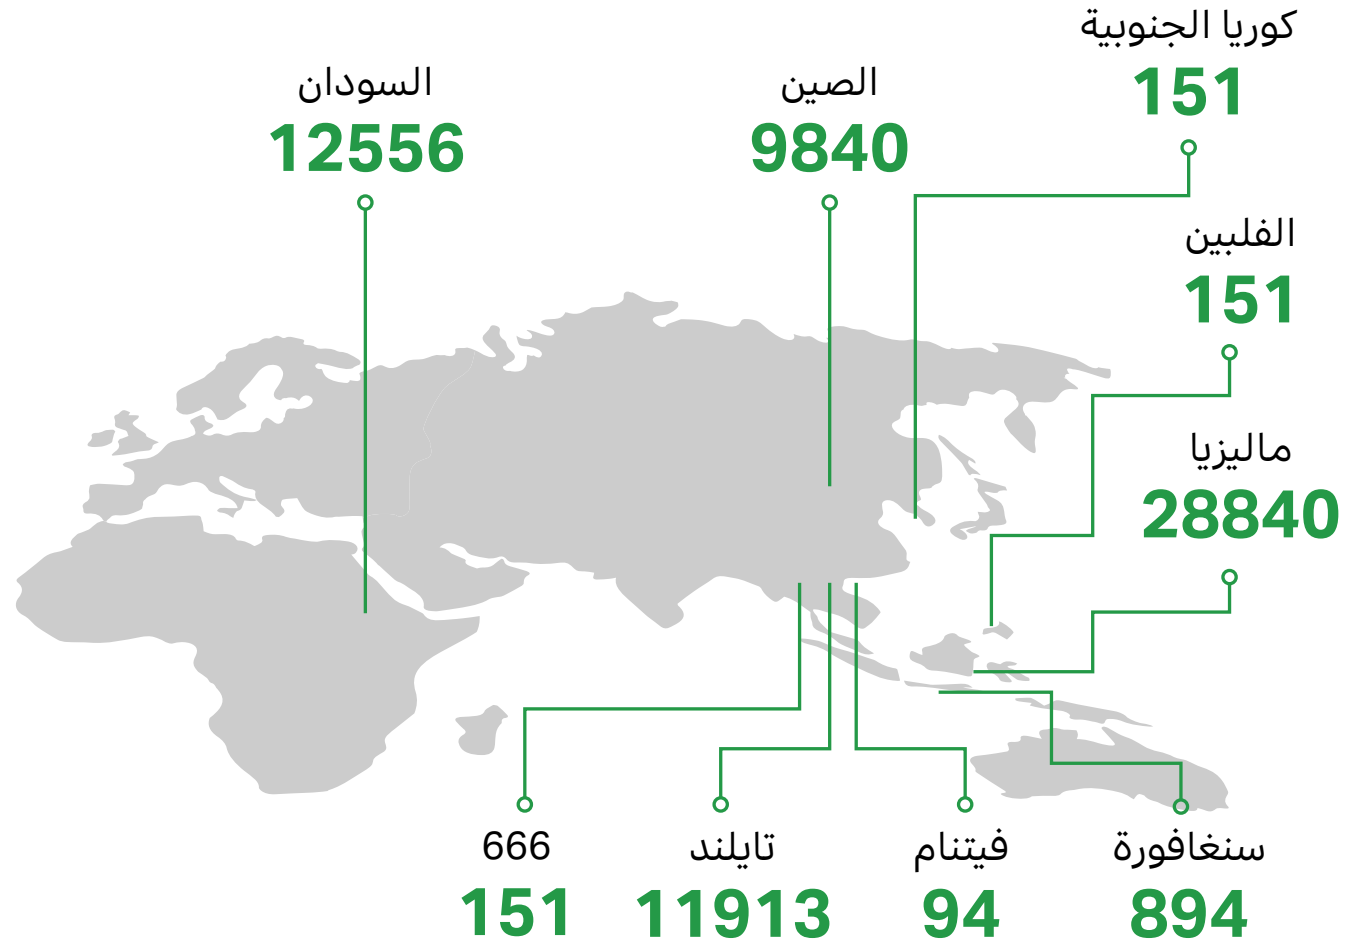 كوريا الجنوبية
151
الصين
9840
السودان
12556
الفلبين
151
ماليزيا
28840
سنغافورة
894
فيتنام
94
تايلند
11913
666
151